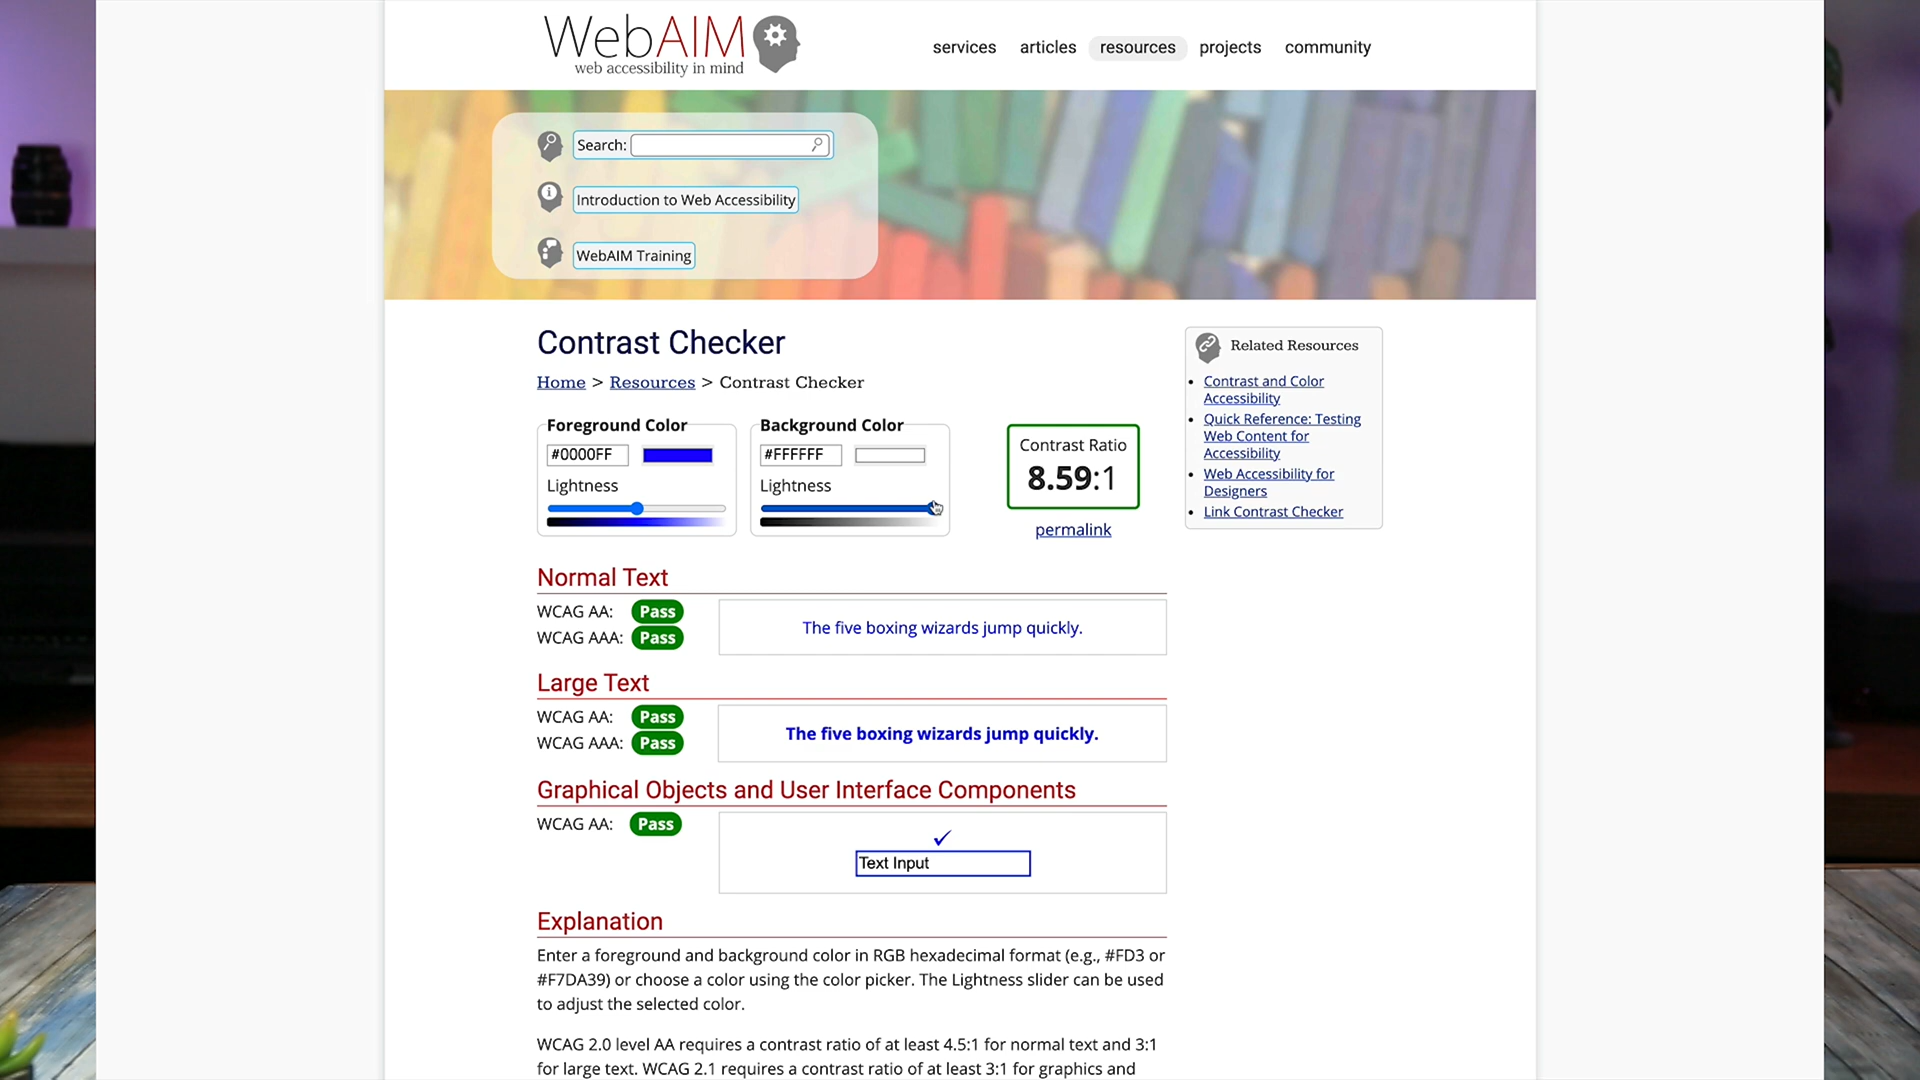 WebAIM
web accessibility in mind
services articles resources projects community
Search:
Introduction to Web Accessibility
WebAIM Training
Contrast Checker
Home > Resources > Contrast Checker
Foreground Color
#0000FF
Lightness
Background Color
#FFFFFF
Lightness
Contrast Ratio
8.59:1
permalink
Related Resources
• Contrast and Color
Accessibility
• Quick Reference: Testing
Web Content for
Accessibility
• Web Accessibility for
Designers
• Link Contrast Checker
Normal Text
WCAG AA: Pass
WCAG AAA: Pass
The five boxing wizards jump quickly.
Large Text
WCAG AA: Pass
WCAG AAA: Pass
The five boxing wizards jump quickly.
Graphical Objects and User Interface Components
WCAG AA: Pass
✓
Text Input
Explanation
Enter a foreground and background color in RGB hexadecimal format (e.g., #FD3 or
#F7DA39) or choose a color using the color picker. The Lightness slider can be used
to adjust the selected color.
WCAG 2.0 level AA requires a contrast ratio of at least 4.5:1 for normal text and 3:1
for large text. WCAG 2.1 requires a contrast ratio of at least 3:1 for graphics and